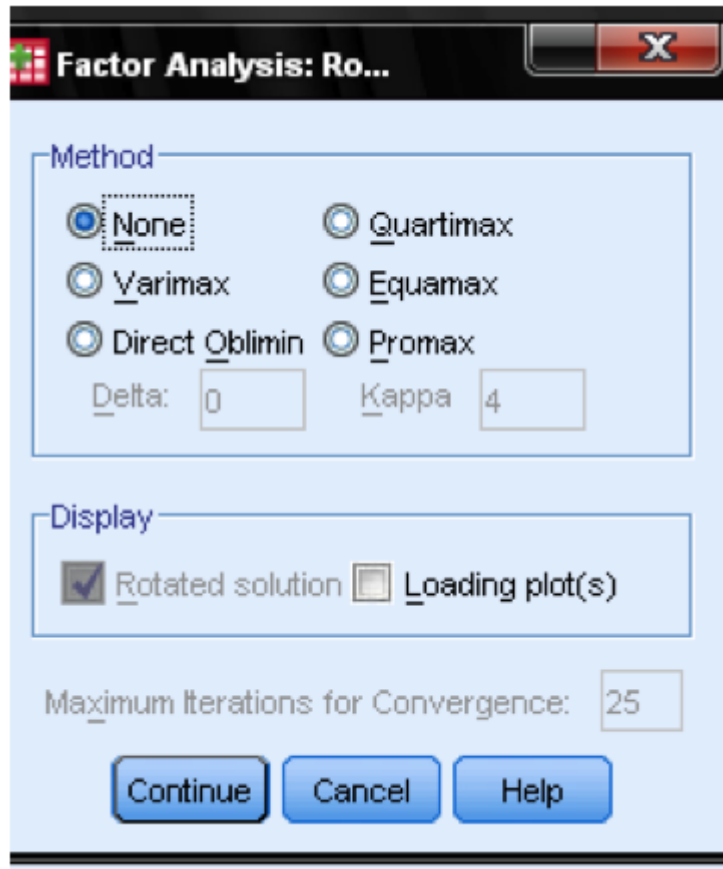 Factor Analysis: Ro...
Method
None Quartimax
Varimax Equamax
Direct Oblimin Promax
Delta: 0 Kappa 4
Display
Rotated solution Loading plot(s)
Maximum Iterations for Convergence: 25
Continue Cancel Help